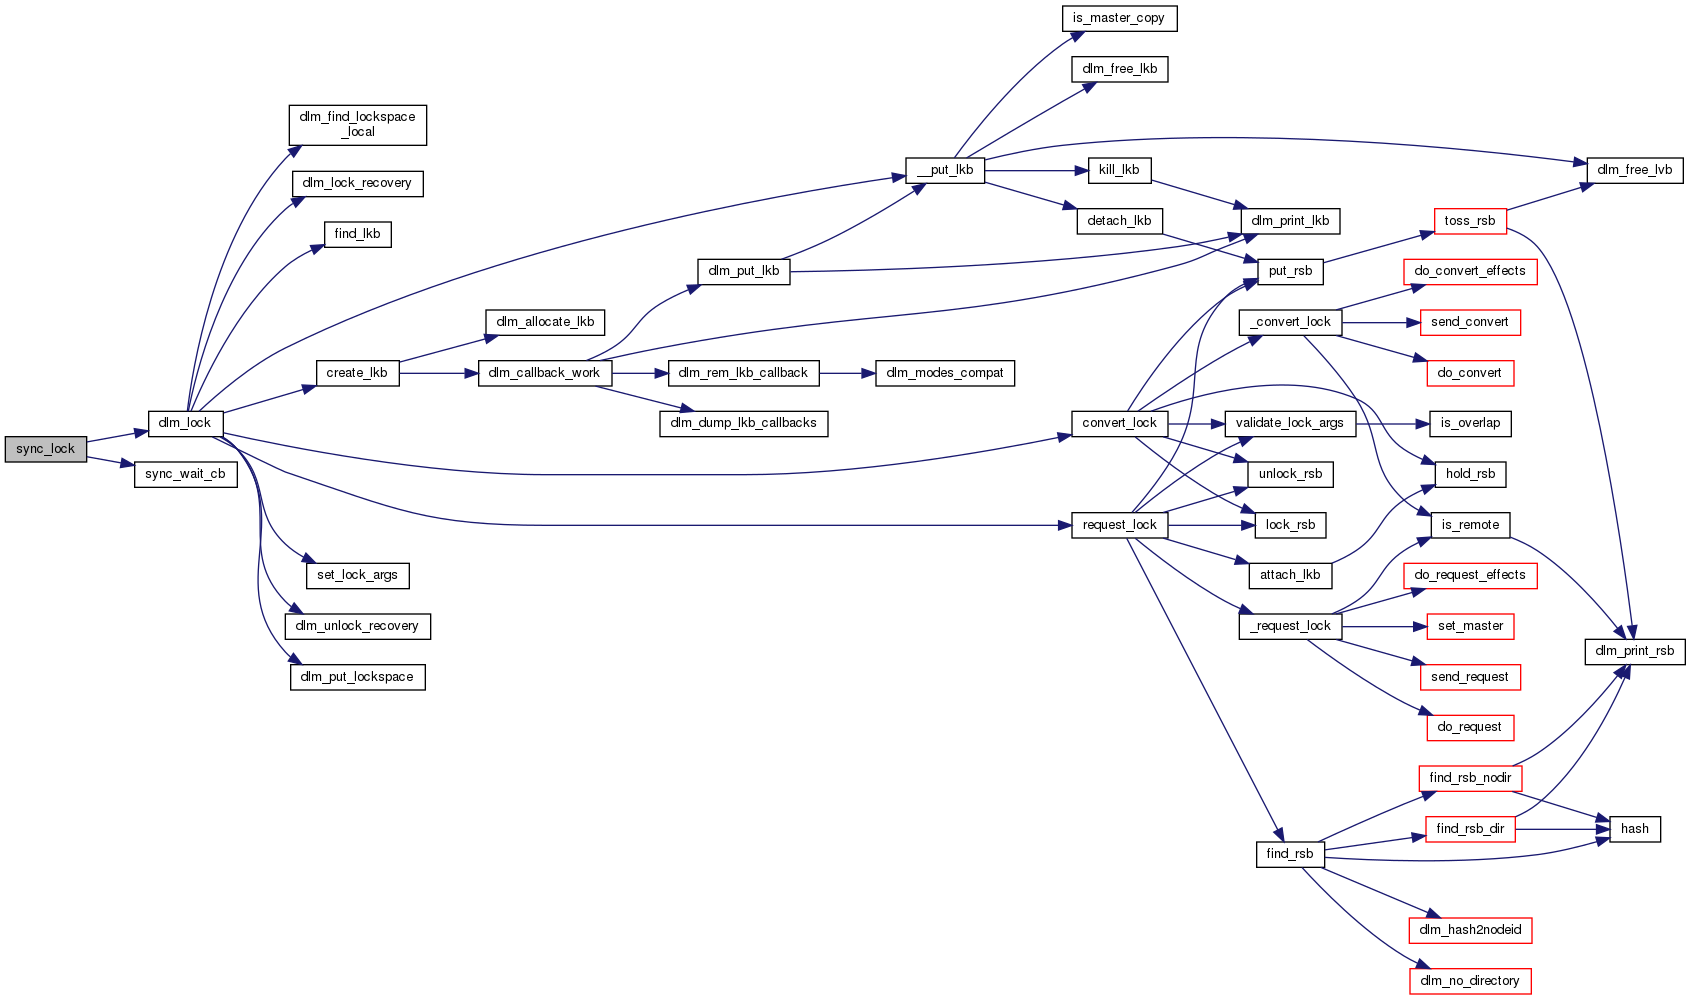 is_master_copy
dlm_free_lkb
dlm_find_lockspace
_local
__put_lkb
kill_lkb
dlm_free_lvb
dlm_lock_recovery
detach_lkb
dlm_print_lkb
toss_rsb
find_lkb
dlm_put_lkb
put_rsb
do_convert_effects
dlm_allocate_lkb
_convert_lock
send_convert
create_lkb
dlm_callback_work
dlm_rem_lkb_callback
dlm_modes_compat
do_convert
dlm_lock
dlm_dump_lkb_callbacks
convert_lock
validate_lock_args
is_overlap
sync_lock
sync_wait_cb
unlock_rsb
hold_rsb
request_lock
lock_rsb
is_remote
set_lock_args
attach_lkb
do_request_effects
dlm_unlock_recovery
_request_lock
set_master
dlm_print_rsb
dlm_put_lockspace
send_request
do_request
find_rsb_nodir
find_rsb_dir
hash
find_rsb
dlm_hash2nodeid
dlm_no_directory